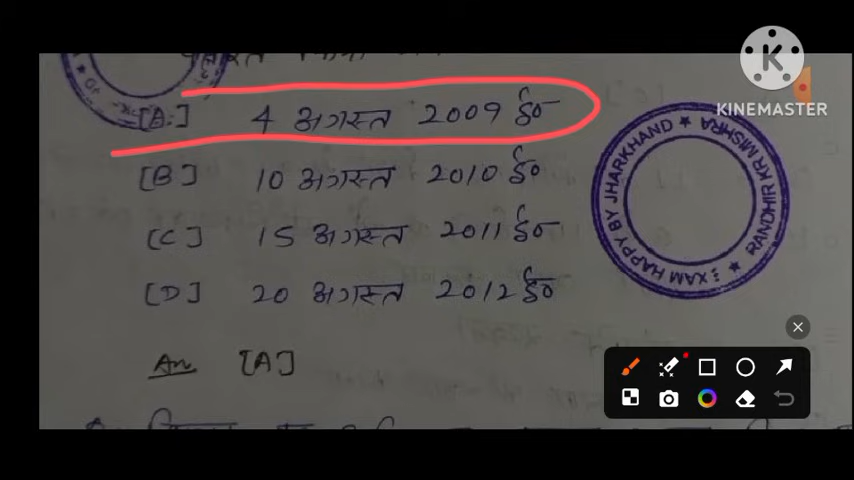 KINEMASTER
[A] 4 अगस्त 2009 ई०
[B] 10 अगस्त 2010 ई०
[C] 15 अगस्त 2011 ई०
[D] 20 अगस्त 2012 ई०
EXAM HAPPY BY JHARKHAND ★ RANDHIR KR MISHRA ★
Ans [A]